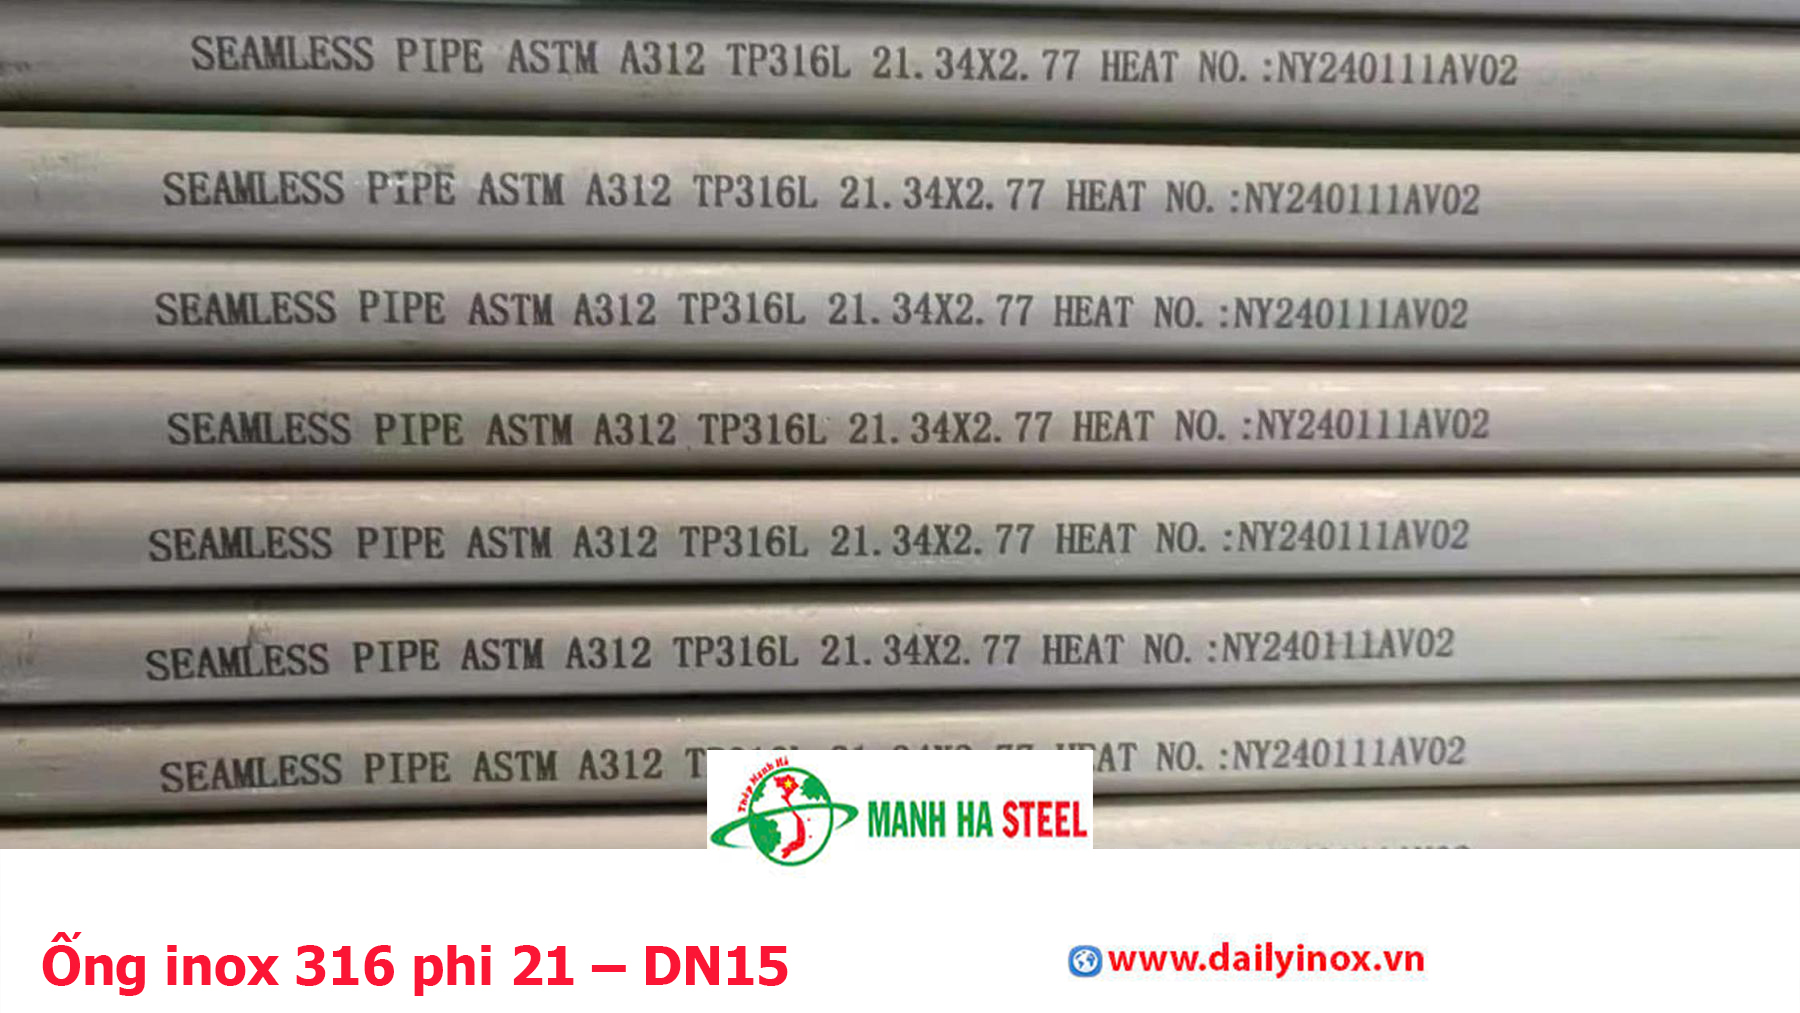 SEAMLESS PIPE ASTM A312 TP316L 21.34X2.77 HEAT NO.:NY240111AV02
SEAMLESS PIPE ASTM A312 TP316L 21.34X2.77 HEAT NO.:NY240111AV02
SEAMLESS PIPE ASTM A312 TP316L 21.34X2.77 HEAT NO.:NY240111AV02
SEAMLESS PIPE ASTM A312 TP316L 21.34X2.77 HEAT NO.:NY240111AV02
SEAMLESS PIPE ASTM A312 TP316L 21.34X2.77 HEAT NO.:NY240111AV02
SEAMLESS PIPE ASTM A312 TP316L 21.34X2.77 HEAT NO.:NY240111AV02
SEAMLESS PIPE ASTM A312 NO.:NY240111AV02
Thép Mạnh Hà
MANH HA STEEL
Ống inox 316 phi 21 – DN15
www.dailyinox.vn